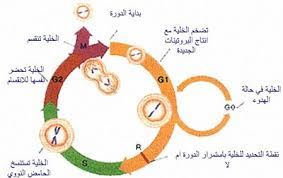 بداية الدورة
تضخم الخلية مع
انتاج البروتينات
الجديدة
الخلية تنقسم
M
الخلية تحضر
نفسها للانقسام
G2
G1
الخلية في حالة
الهدوء
G0
R
S
نقطة التحديد للخلية باستمرار الدورة ام
لا
الخلية تستنسخ
الحامض النووي